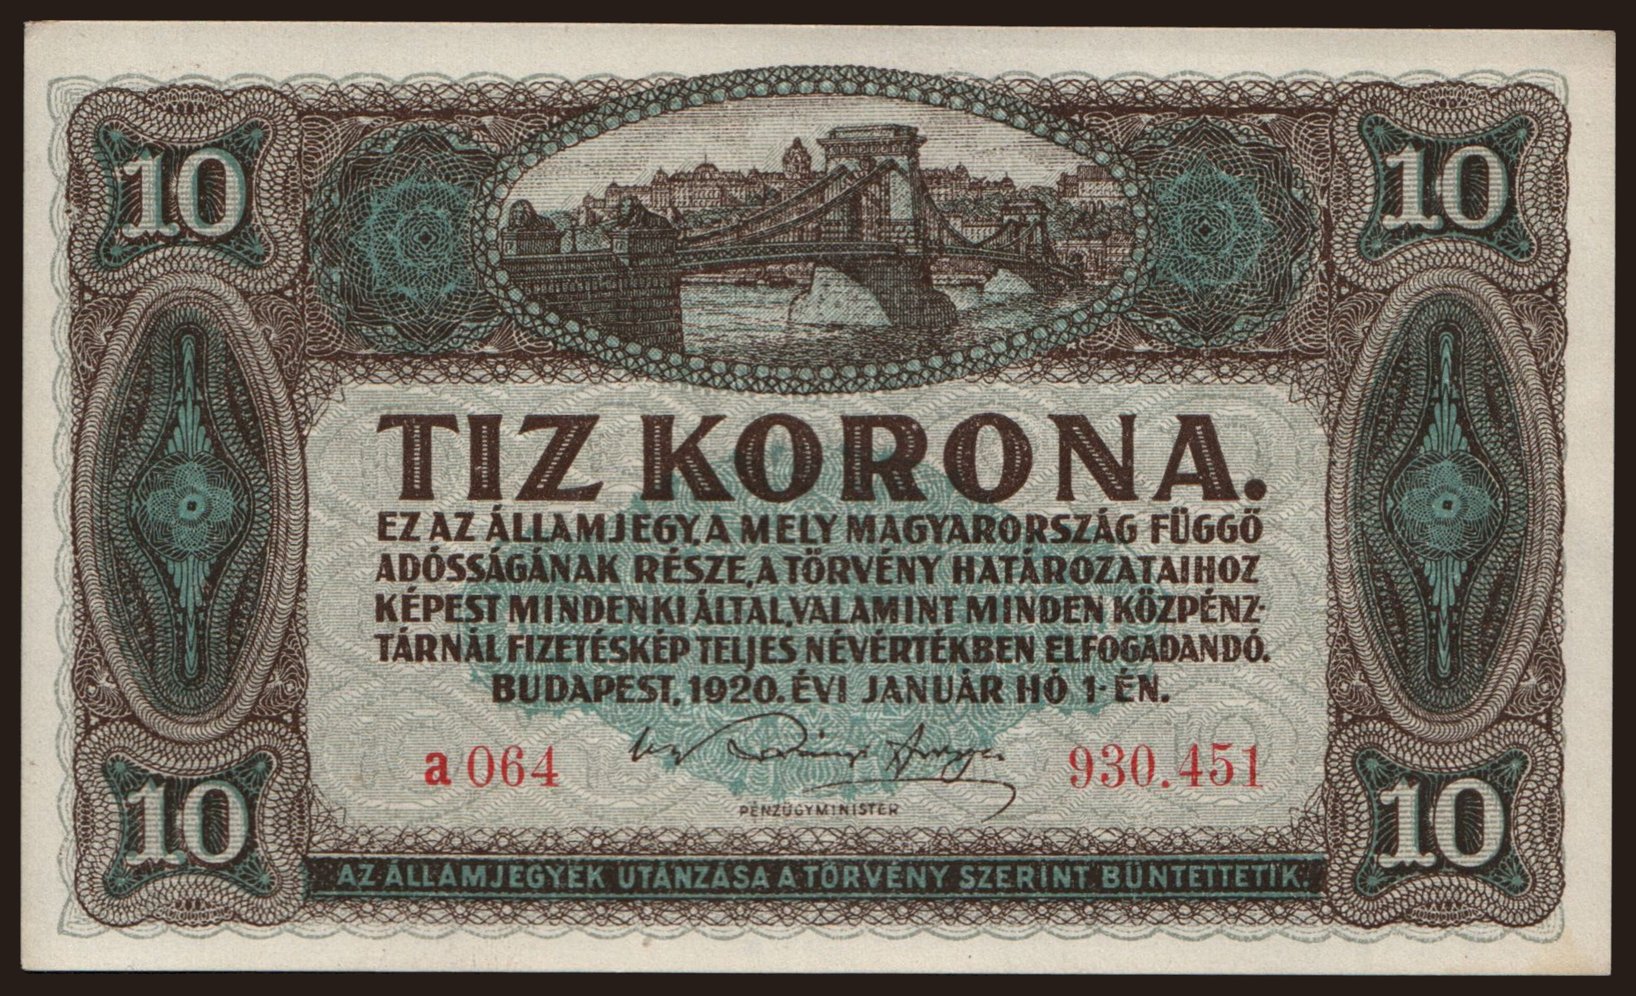 10
10
TIZ KORONA.
EZ AZ ÁLLAMJEGY, A MELY MAGYARORSZÁG FÜGGŐ
ADÓSSÁGÁNAK RÉSZE, A TÖRVÉNY HATÁROZATAIHOZ
KÉPEST MINDENKI ÁLTAL, VALAMINT MINDEN KÖZPÉNZ-
TÁRNÁL FIZETÉSKÉP TELJES NÉVÉRTÉKBEN ELFOGADANDÓ.
BUDAPEST, 1920. ÉVI JANUÁR HÓ 1-ÉN.
a 064
930.451
PÉNZÜGYMINISTER
10
10
AZ ÁLLAMJEGYEK UTÁNZÁSA A TÖRVÉNY SZERINT BÜNTETTETIK.